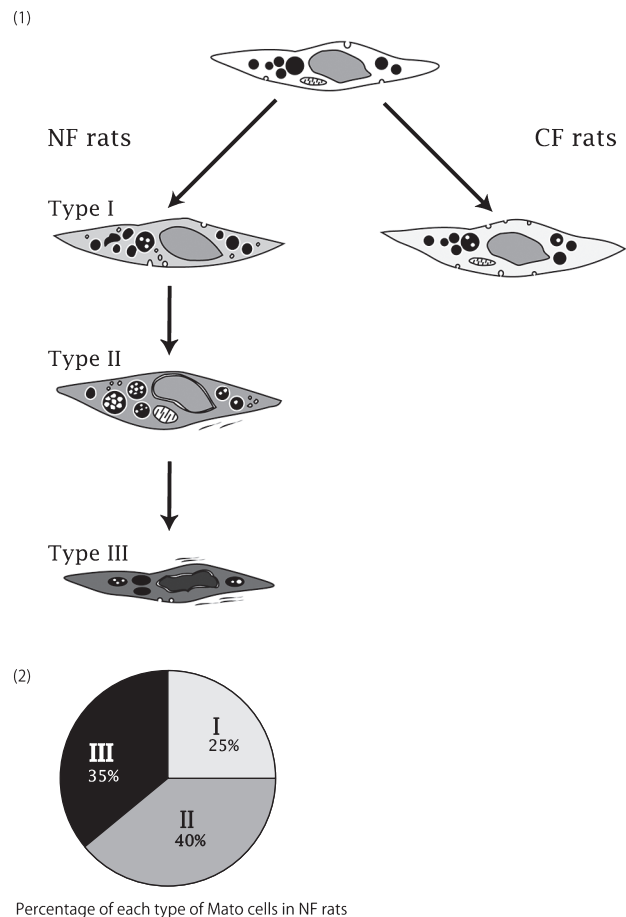 (1)
NF rats
CF rats
Type I
Type II
Type III
(2)
I
25%
III
35%
II
40%
Percentage of each type of Mato cells in NF rats